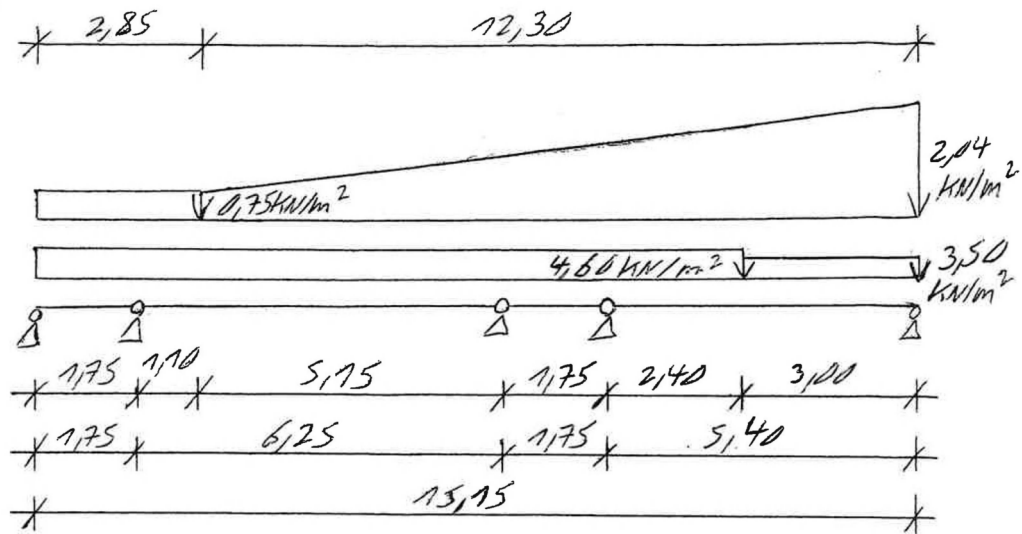 2,85 12,30
2,04
KN/m²
0,75KN/m²
4,60 KN/m² 3,50
KN/m²
1,75 1,10 5,15 1,75 2,40 3,00
1,75 6,25 1,75 5,40
15,15